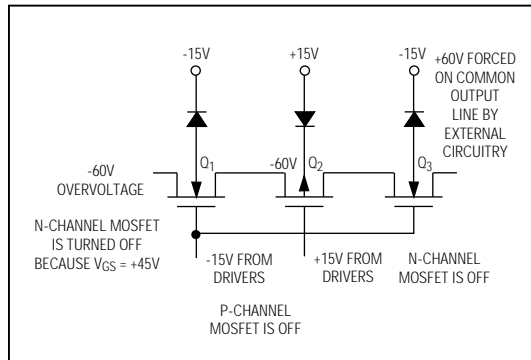 -15V
+15V
-15V
+60V FORCED
ON COMMON
OUTPUT
LINE BY
EXTERNAL
CIRCUITRY
-60V
OVERVOLTAGE
Q1
-60V
Q2
Q3
N-CHANNEL MOSFET
IS TURNED OFF
BECAUSE VGS = +45V
-15V FROM
DRIVERS
+15V FROM
DRIVERS
N-CHANNEL
MOSFET IS OFF
P-CHANNEL
MOSFET IS OFF